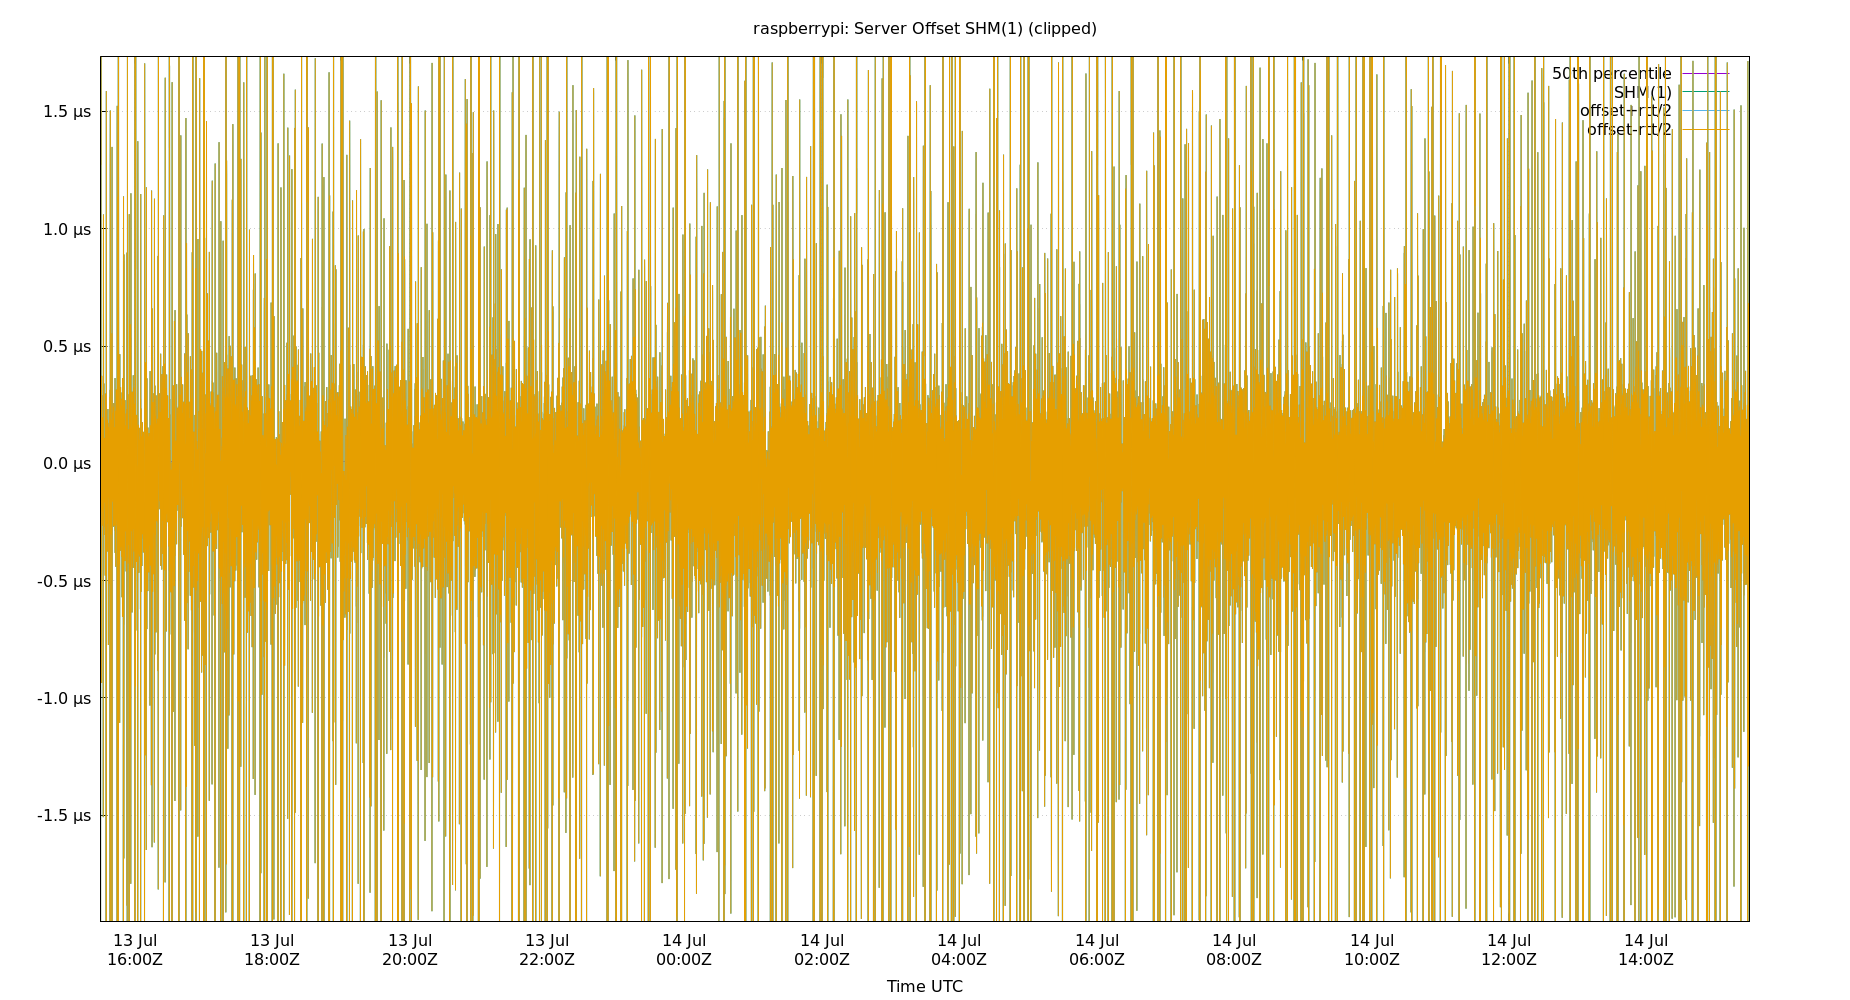 raspberrypi: Server Offset SHM(1) (clipped)
50th percentile
SHM(1)
offset+rtt/2
offset-rtt/2
1.5 µs
1.0 µs
0.5 µs
0.0 µs
-0.5 µs
-1.0 µs
-1.5 µs
13 Jul 13 Jul 13 Jul 13 Jul 14 Jul 14 Jul 14 Jul 14 Jul 14 Jul 14 Jul 14 Jul 14 Jul
16:00Z 18:00Z 20:00Z 22:00Z 00:00Z 02:00Z 04:00Z 06:00Z 08:00Z 10:00Z 12:00Z 14:00Z
Time UTC